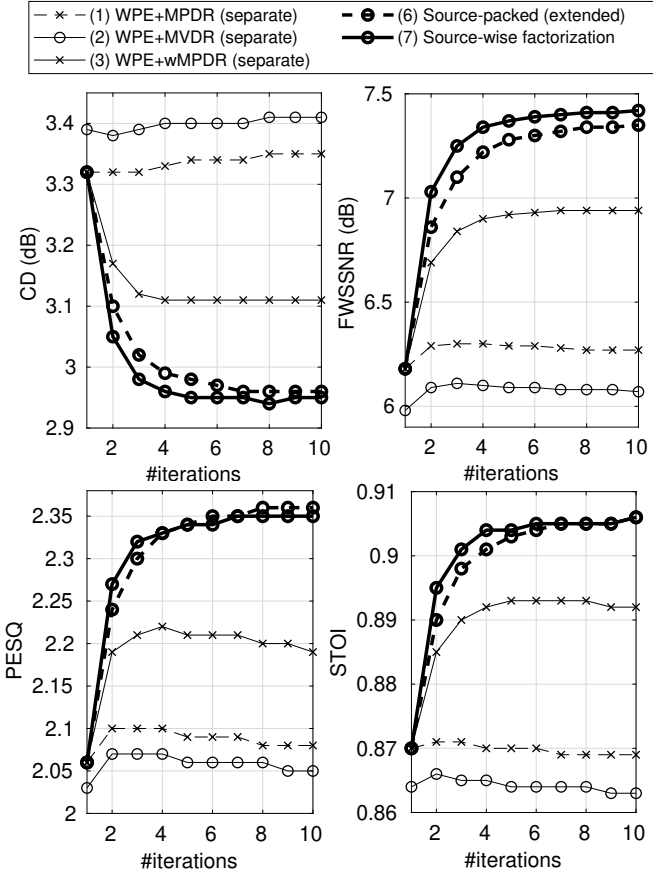 (1) WPE+MPDR (separate)
(2) WPE+MVDR (separate)
(3) WPE+wMPDR (separate)
(6) Source-packed (extended)
(7) Source-wise factorization
3.4
3.3
3.2
3.1
3
2.9
CD (dB)
2 4 6 8 10
#iterations
7.5
7
6.5
6
FWSSNR (dB)
2 4 6 8 10
#iterations
2.35
2.3
2.25
2.2
2.15
2.1
2.05
2
PESQ
2 4 6 8 10
#iterations
0.91
0.9
0.89
0.88
0.87
0.86
STOI
2 4 6 8 10
#iterations